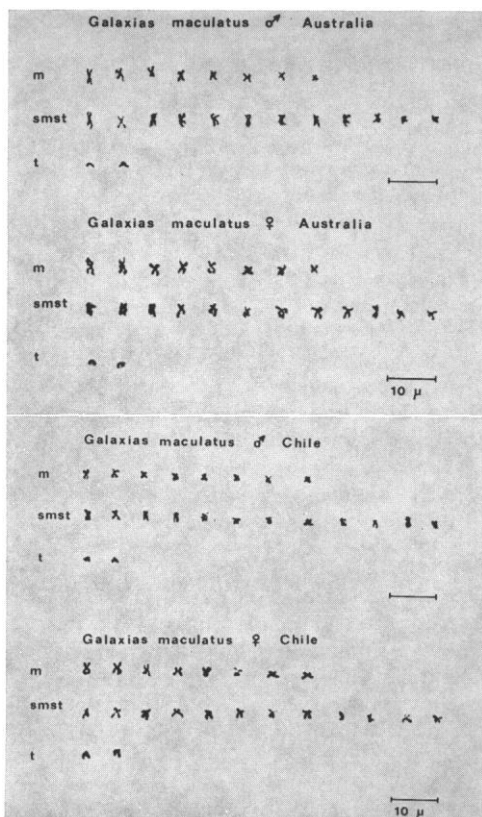 Galaxias maculatus ♂ Australia
m
smst
t
Galaxias maculatus ♀ Australia
m
smst
t
10 μ
Galaxias maculatus ♂ Chile
m
smst
t
Galaxias maculatus ♀ Chile
m
smst
t
10 μ